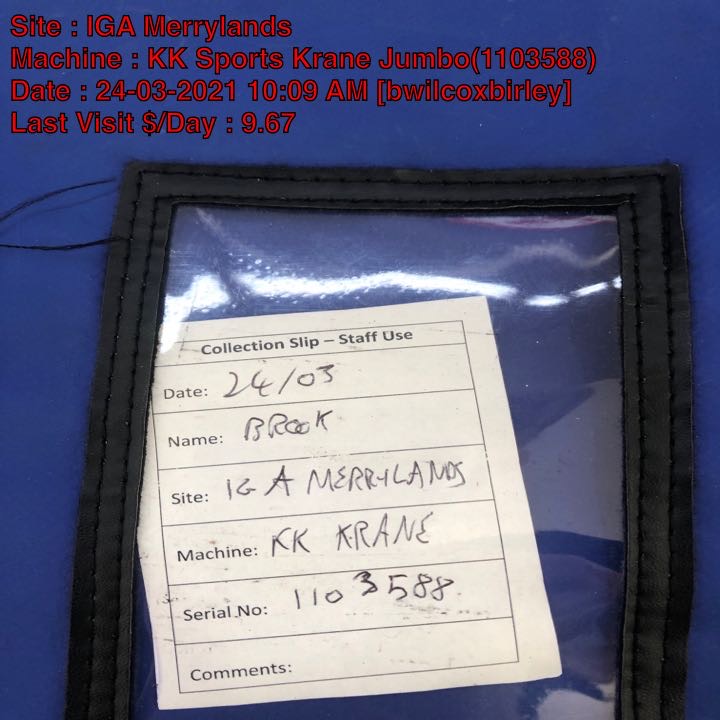 Site : IGA Merrylands
Machine : KK Sports Krane Jumbo(1103588)
Date : 24-03-2021 10:09 AM [bwilcoxbirley]
Last Visit $/Day : 9.67
Collection Slip – Staff Use
Date: 24/03
Name: BROOK
Site: IGA MERRYLANDS
Machine: KK KRANE
Serial No: 1103588
Comments: